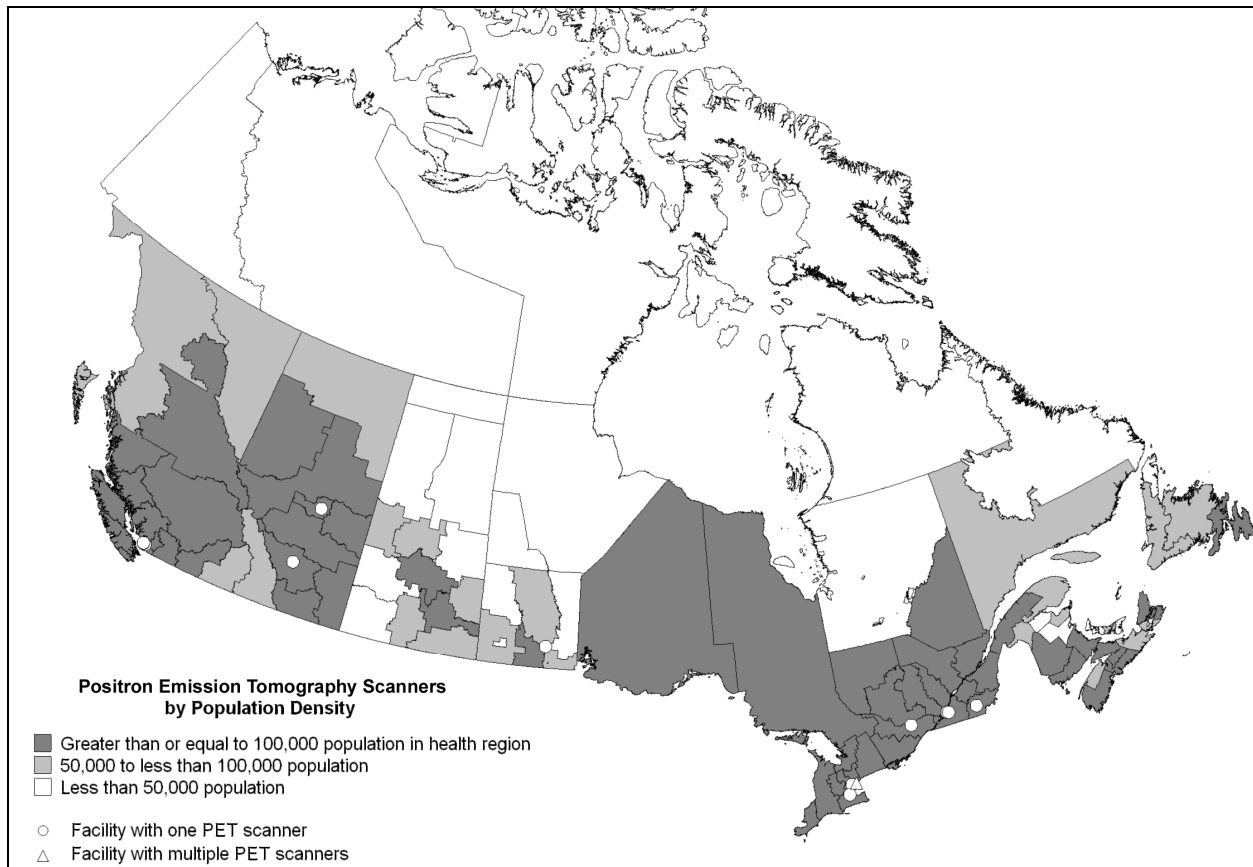 Positron Emission Tomography Scanners
by Population Density
Greater than or equal to 100,000 population in health region
50,000 to less than 100,000 population
Less than 50,000 population
Facility with one PET scanner
Facility with multiple PET scanners